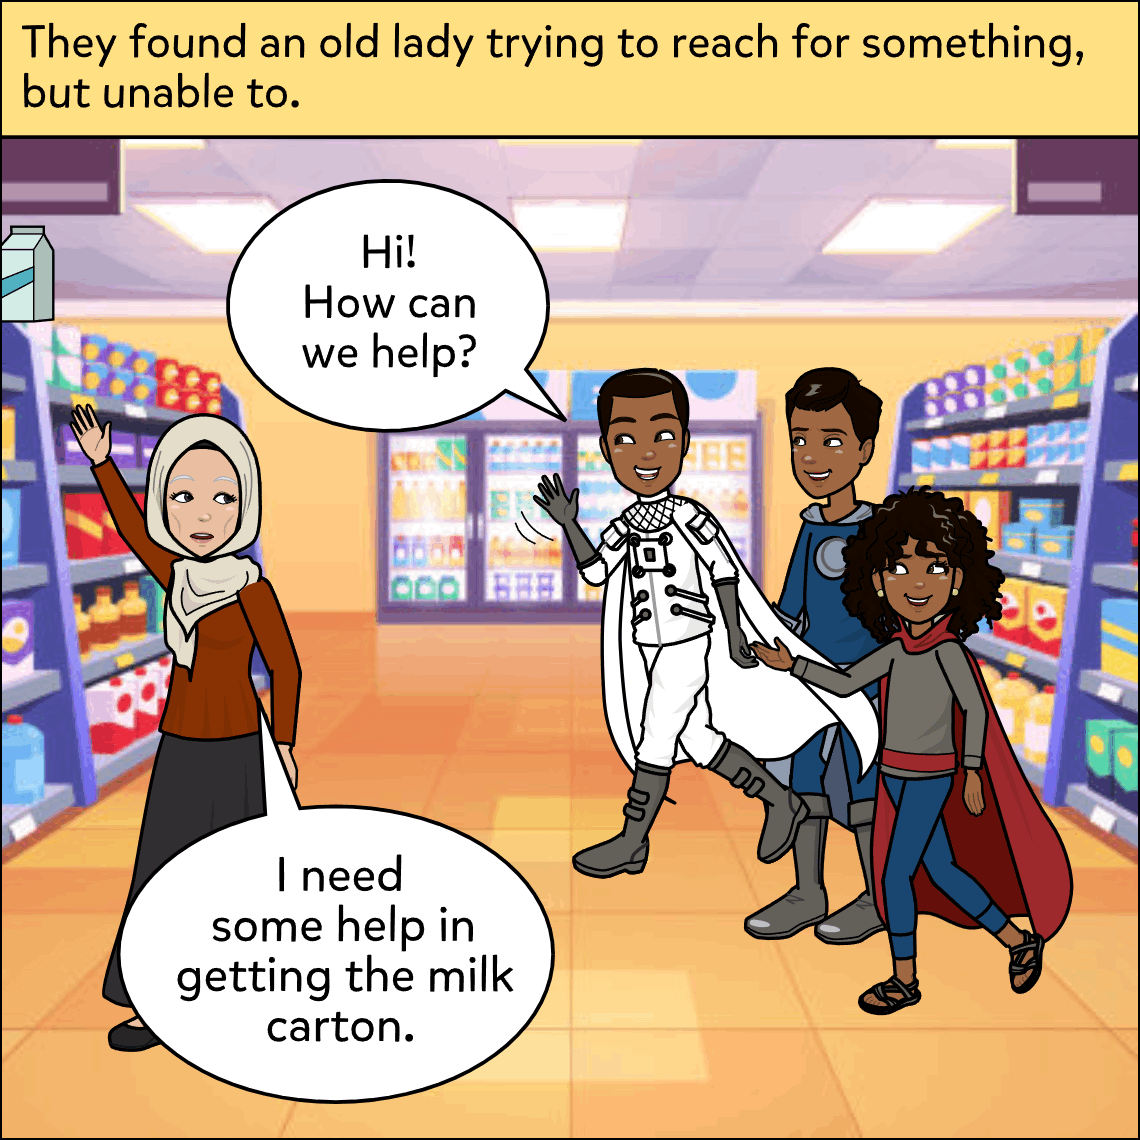 They found an old lady trying to reach for something,
but unable to.
Hi!
How can
we help?
I need
some help in
getting the milk
carton.